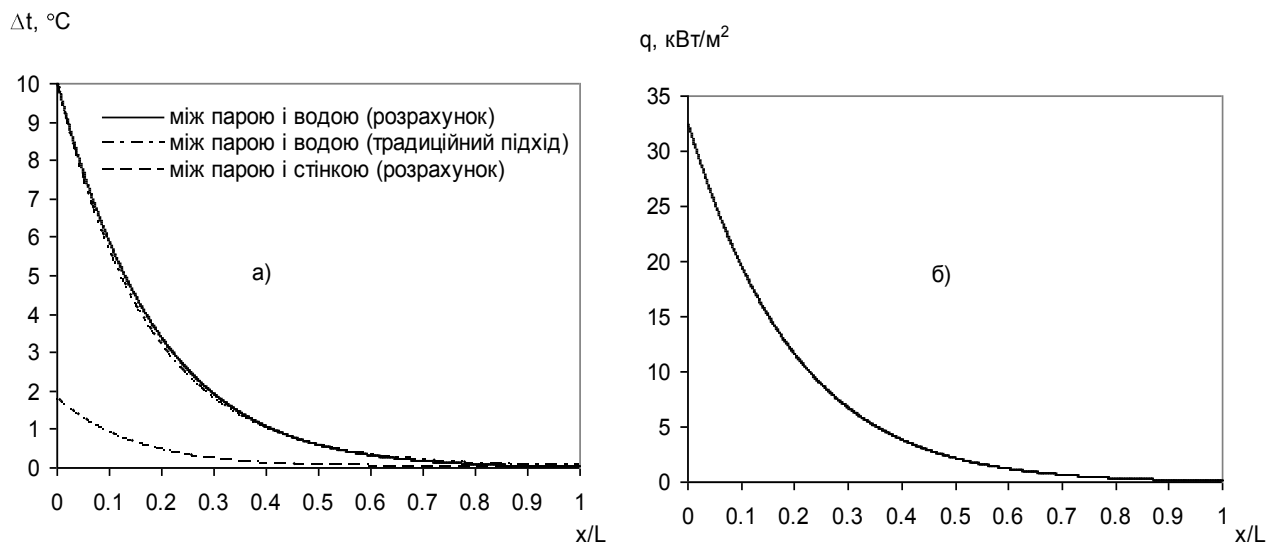 Δt, °C
10
9
8
7
6
5
4
3
2
1
0
між парою і водою (розрахунок)
між парою і водою (традиційний підхід)
між парою і стінкою (розрахунок)
а)
0 0.1 0.2 0.3 0.4 0.5 0.6 0.7 0.8 0.9 1
x/L
q, кВт/м²
35
30
25
20
15
10
5
0
б)
0 0.1 0.2 0.3 0.4 0.5 0.6 0.7 0.8 0.9 1
x/L